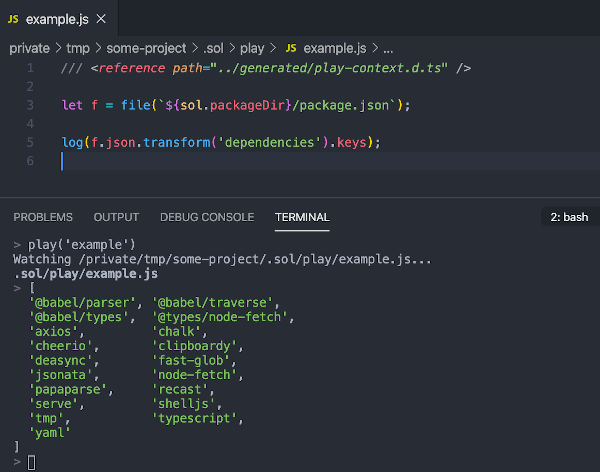 JS example.js ×
private > tmp > some-project > .sol > play > JS example.js > ...
1 /// <reference path="../generated/play-context.d.ts" />
2
3 let f = file(`${sol.packageDir}/package.json`);
4
5 log(f.json.transform('dependencies').keys);
6
PROBLEMS OUTPUT DEBUG CONSOLE TERMINAL 2: bash
> play('example')
Watching /private/tmp/some-project/.sol/play/example.js...
.sol/play/example.js
> [
'@babel/parser', '@babel/traverse',
'@babel/types', '@types/node-fetch',
'axios', 'chalk',
'cheerio', 'clipboardy',
'deasync', 'fast-glob',
'jsonata', 'node-fetch',
'papaparse', 'recast',
'serve', 'shelljs',
'tmp', 'typescript',
'yaml'
]
>